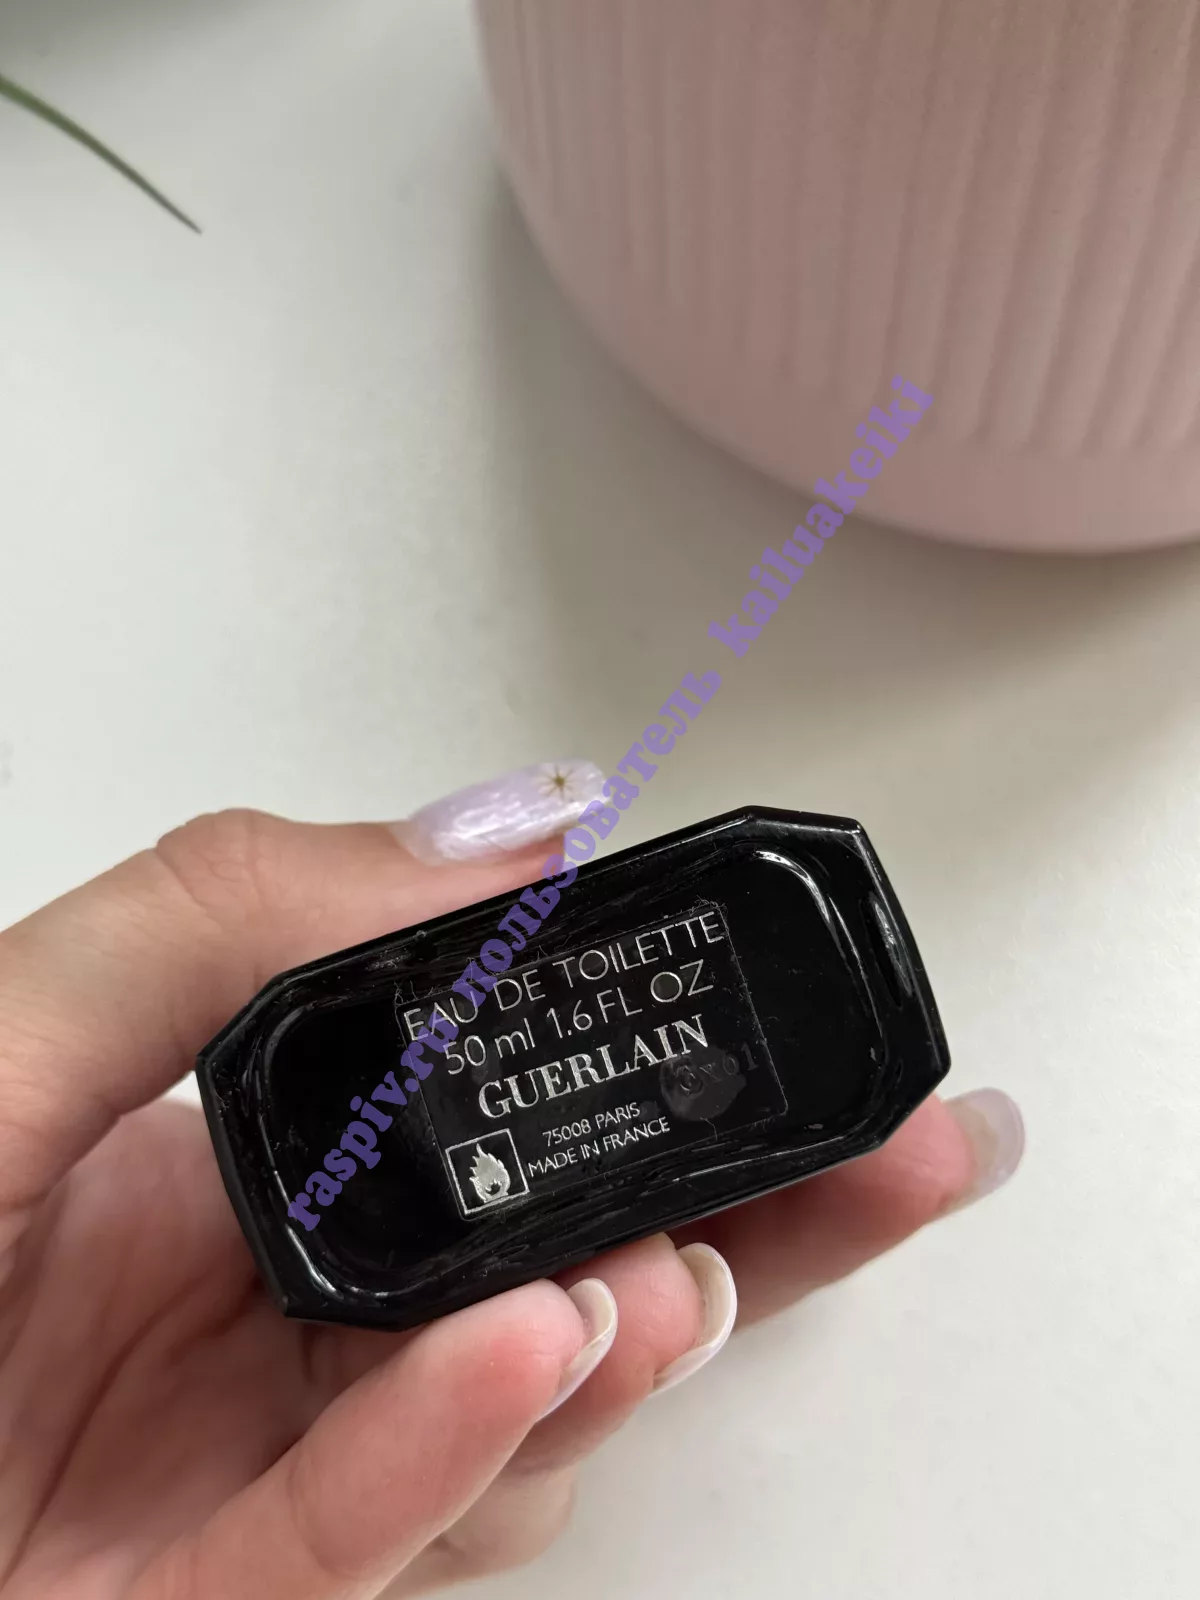 EAU DE TOILETTE
50 ml 1.6 FL OZ
GUERLAIN
75008 PARIS
MADE IN FRANCE
raspiv.ru пользователь kailuakeiki